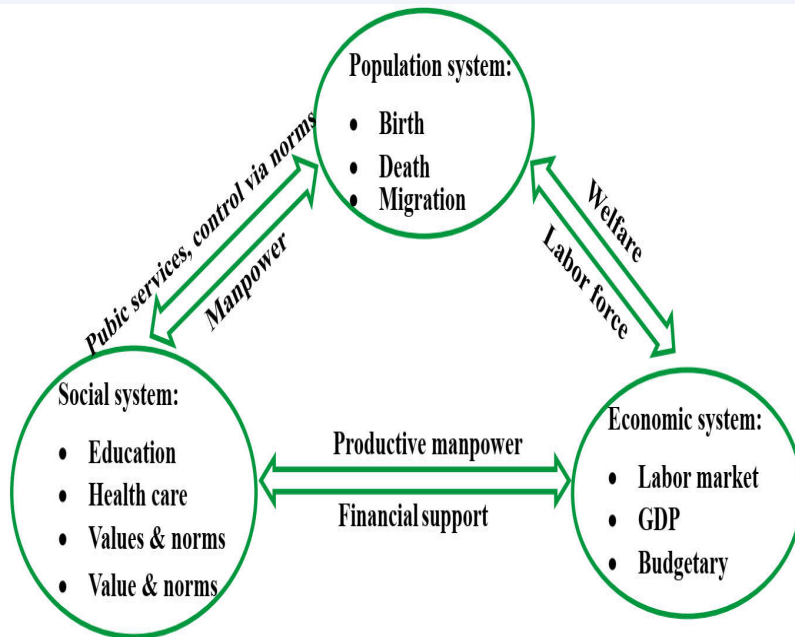 Population system:
• Birth
• Death
• Migration
Pubic services, control via norms
Manpower
Welfare
Labor force
Social system:
• Education
• Health care
• Values & norms
• Value & norms
Productive manpower
Financial support
Economic system:
• Labor market
• GDP
• Budgetary